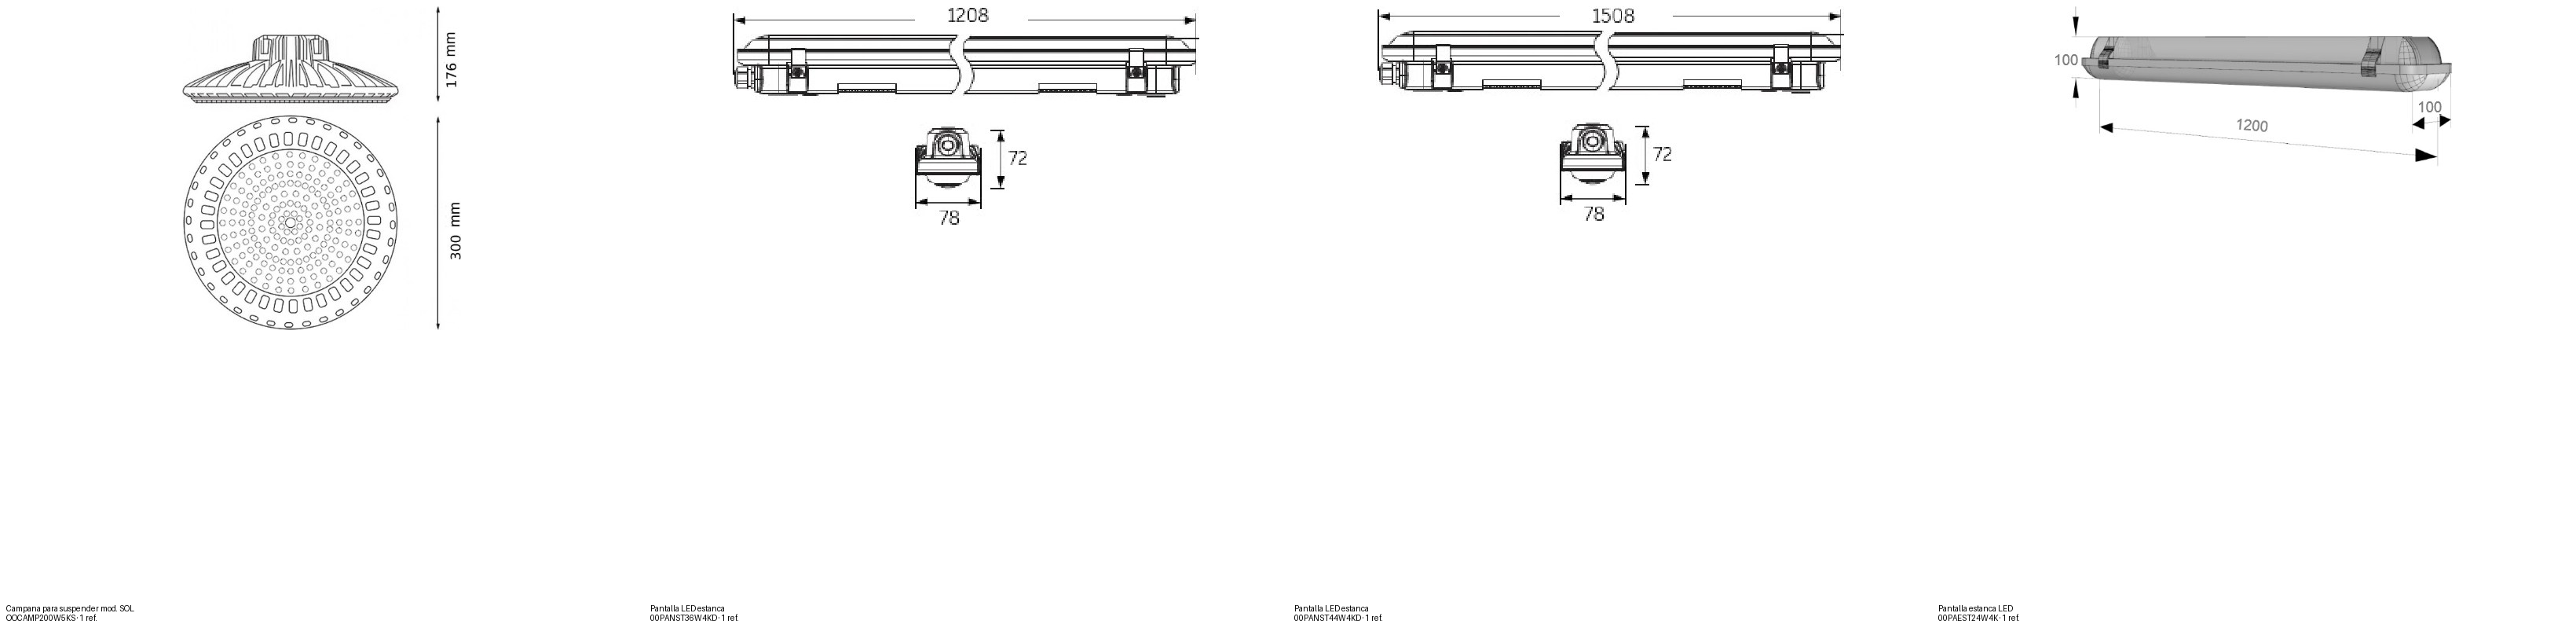 176 mm
300 mm
Campana para suspender mod. SOL
OOCAMP200W5KS · 1 ref.
1208
72
78
Pantalla LED estanca
00PANST36W4KD · 1 ref.
1508
72
78
Pantalla LED estanca
00PANST44W4KD · 1 ref.
100
100
1200
Pantalla estanca LED
00PAEST24W4K · 1 ref.